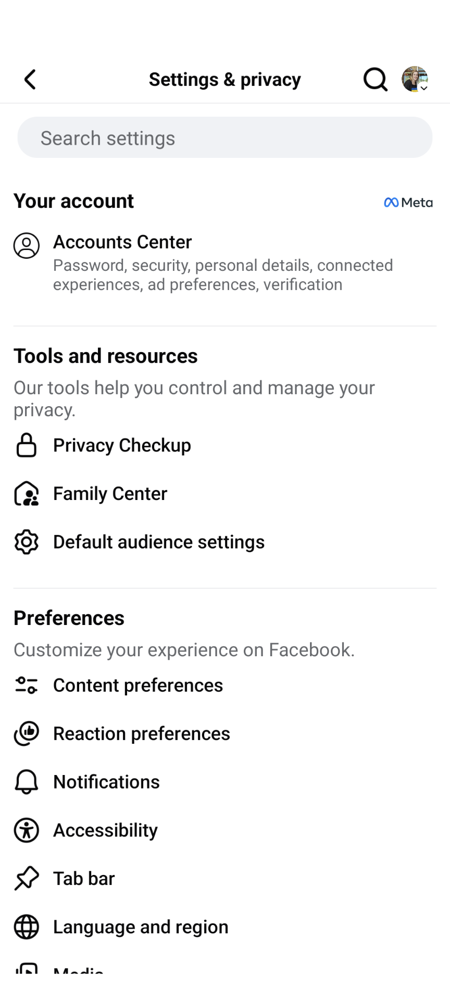 Settings & privacy
Search settings
Your account
Meta
Accounts Center
Password, security, personal details, connected
experiences, ad preferences, verification
Tools and resources
Our tools help you control and manage your
privacy.
Privacy Checkup
Family Center
Default audience settings
Preferences
Customize your experience on Facebook.
Content preferences
Reaction preferences
Notifications
Accessibility
Tab bar
Language and region
Media